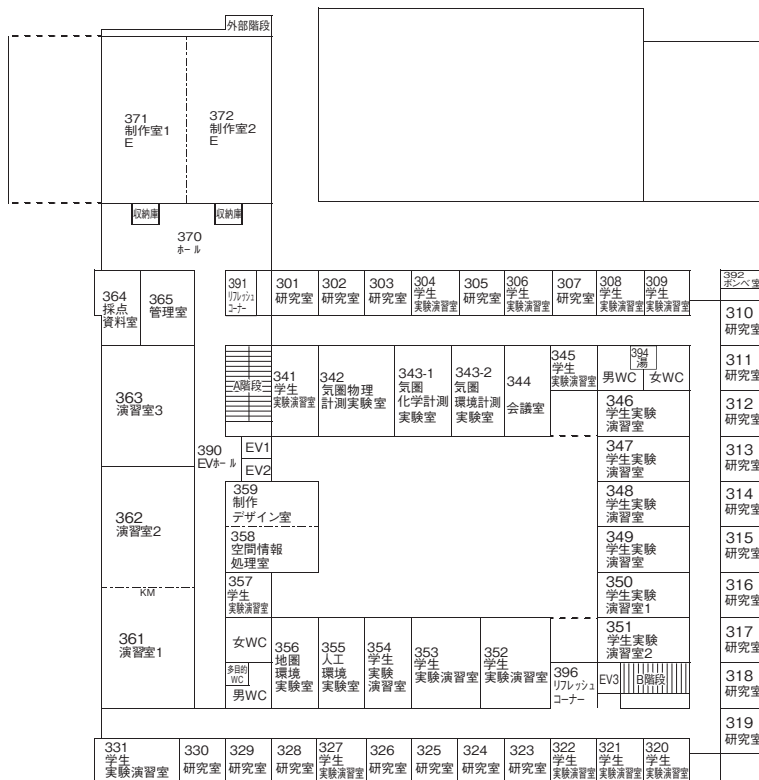 外部階段
371
制作室1
E
372
制作室2
E
収納庫
収納庫
370
ホール
364
採点
資料室
365
管理室
391
リフレッシュ
コーナー
301
研究室
302
研究室
303
研究室
304
学生
実験演習室
305
研究室
306
学生
実験演習室
307
研究室
308
学生
実験演習室
309
学生
実験演習室
392
ボンベ室
310
研究室
311
研究室
312
研究室
313
研究室
314
研究室
315
研究室
316
研究室
317
研究室
318
研究室
319
研究室
A階段
341
学生
実験演習室
342
気圏物理
計測実験室
343-1
気圏
化学計測
実験室
343-2
気圏
環境計測
実験室
344
会議室
345
学生
実験演習室
394
湯
男WC
女WC
346
学生実験
演習室
347
学生実験
演習室
348
学生実験
演習室
349
学生実験
演習室
350
学生実験
演習室1
351
学生実験
演習室2
363
演習室3
390
EVホール
EV1
EV2
359
制作
デザイン室
358
空間情報
処理室
357
学生
実験演習室
362
演習室2
KM
361
演習室1
女WC
多目的
WC
男WC
356
地圏
環境
実験室
355
人工
環境
実験室
354
学生
実験
演習室
353
学生
実験演習室
352
学生
実験演習室
396
リフレッシュ
コーナー
EV3
B階段
331
学生
実験演習室
330
研究室
329
研究室
328
研究室
327
学生
実験演習室
326
研究室
325
研究室
324
研究室
323
研究室
322
学生
実験演習室
321
学生
実験演習室
320
学生
実験演習室